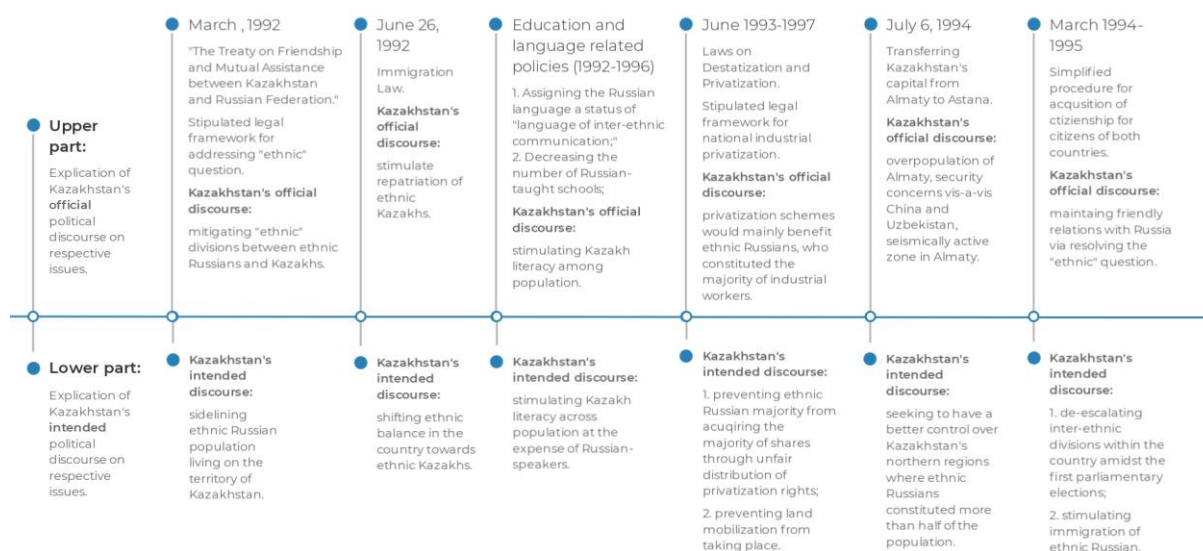 Upper
part:
Explication of
Kazakhstan's
official
political
discourse on
respective
issues.
March , 1992
"The Treaty on Friendship
and Mutual Assistance
between Kazakhstan
and Russian Federation."
Stipulated legal
framework for
addressing "ethnic"
question.
Kazakhstan's official
discourse:
mitigating "ethnic"
divisions between ethnic
Russians and Kazakhs.
June 26,
1992
Immigration
Law.
Kazakhstan's
official
discourse:
stimulate
repatriation of
ethnic
Kazakhs.
Education and
language related
policies (1992-1996)
1. Assigning the Russian
language a status of
"language of inter-ethnic
communication;"
2. Decreasing the
number of Russian-
taught schools;
Kazakhstan's official
discourse:
stimulating Kazakh
literacy among
population.
June 1993-1997
Laws on
Destatization and
Privatization.
Stipulated legal
framework for
national industrial
privatization.
Kazakhstan's official
discourse:
privatization schemes
would mainly benefit
ethnic Russians, who
constituted the
majority of industrial
workers.
July 6, 1994
Transferring
Kazakhstan's
capital from
Almaty to Astana.
Kazakhstan's
official discourse:
overpopulation of
Almaty, security
concerns vis-a-vis
China and
Uzbekistan,
seismically active
zone in Almaty.
March 1994-
1995
Simplified
procedure for
acqusition of
ctizienship for
citizens of both
countries.
Kazakhstan's
official discourse:
maintaing friendly
relations with Russia
via resolving the
"ethnic" question.
Lower part:
Explication of
Kazakhstan's
intended
political
discourse on
respective
issues.
Kazakhstan's
intended
discourse:
sidelining
ethnic Russian
population
living on the
territory of
Kazakhstan.
Kazakhstan's
intended
discourse:
shifting ethnic
balance in the
country towards
ethnic Kazakhs.
Kazakhstan's
intended discourse:
stimulating Kazakh
literacy across
population at the
expense of Russian-
speakers.
Kazakhstan's
intended discourse:
1. preventing ethnic
Russian majority from
acuqiring the
majority of shares
through unfair
distribution of
privatization rights;
2. preventing land
mobilization from
taking place.
Kazakhstan's
intended
discourse:
seeking to have a
better control over
Kazakhstan's
northern regions
where ethnic
Russians
constituted more
than half of the
population.
Kazakhstan's
intended
discourse:
1. de-escalating
inter-ethnic
divisions within the
country amidst the
first parliamentary
elections;
2. stimulating
immigration of
ethnic Russian.